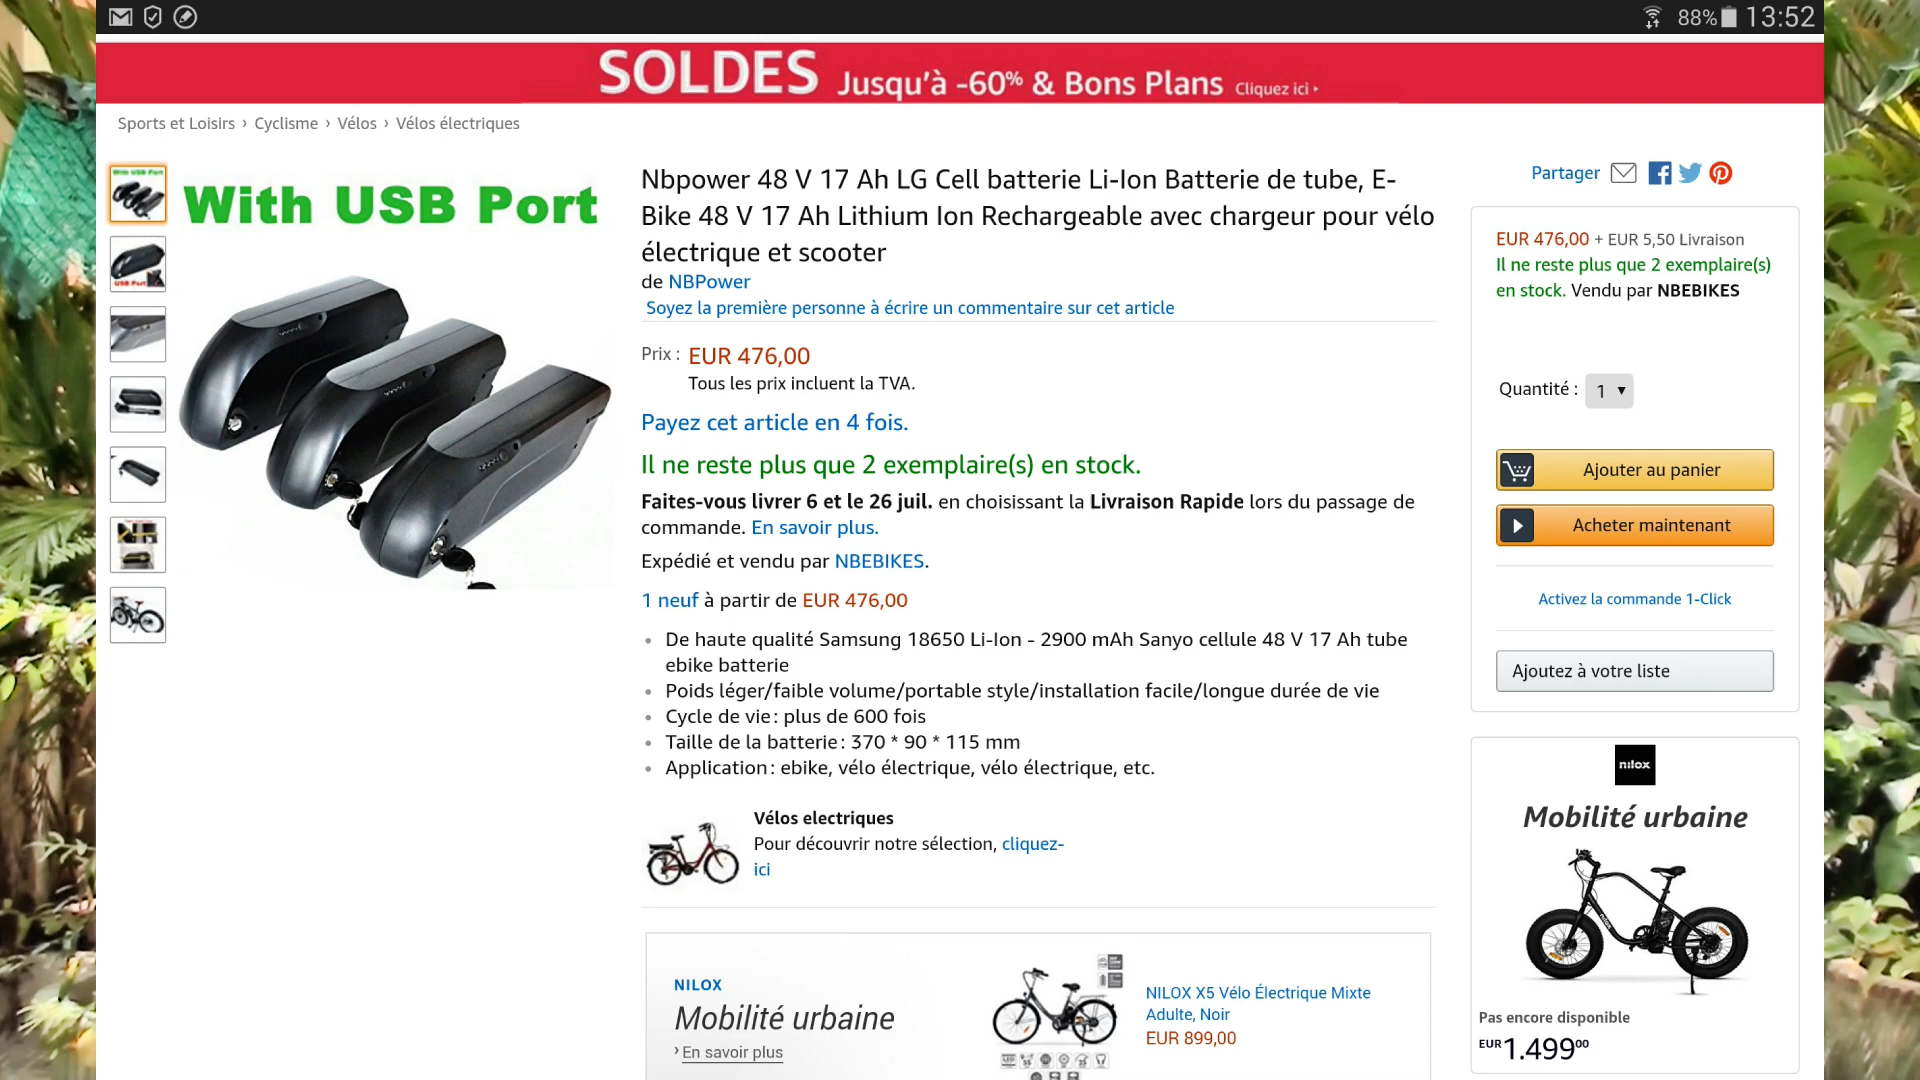 88% 13:52
SOLDES Jusqu'à -60% & Bons Plans Cliquez ici ▸
Sports et Loisirs › Cyclisme › Vélos › Vélos électriques
With USB Port
Nbpower 48 V 17 Ah LG Cell batterie Li-Ion Batterie de tube, E-
Bike 48 V 17 Ah Lithium Ion Rechargeable avec chargeur pour vélo
électrique et scooter
de NBPower
Soyez la première personne à écrire un commentaire sur cet article
Prix : EUR 476,00
Tous les prix incluent la TVA.
Payez cet article en 4 fois.
Il ne reste plus que 2 exemplaire(s) en stock.
Faites-vous livrer 6 et le 26 juil. en choisissant la Livraison Rapide lors du passage de
commande. En savoir plus.
Expédié et vendu par NBEBIKES.
1 neuf à partir de EUR 476,00
• De haute qualité Samsung 18650 Li-Ion - 2900 mAh Sanyo cellule 48 V 17 Ah tube
ebike batterie
• Poids léger/faible volume/portable style/installation facile/longue durée de vie
• Cycle de vie : plus de 600 fois
• Taille de la batterie : 370 * 90 * 115 mm
• Application : ebike, vélo électrique, vélo électrique, etc.
Vélos electriques
Pour découvrir notre sélection, cliquez-
ici
NILOX
Mobilité urbaine
› En savoir plus
NILOX X5 Vélo Électrique Mixte
Adulte, Noir
EUR 899,00
Partager
EUR 476,00 + EUR 5,50 Livraison
Il ne reste plus que 2 exemplaire(s)
en stock. Vendu par NBEBIKES
Quantité : 1
Ajouter au panier
Acheter maintenant
Activez la commande 1-Click
Ajoutez à votre liste
nilox
Mobilité urbaine
Pas encore disponible
EUR 1.499,00